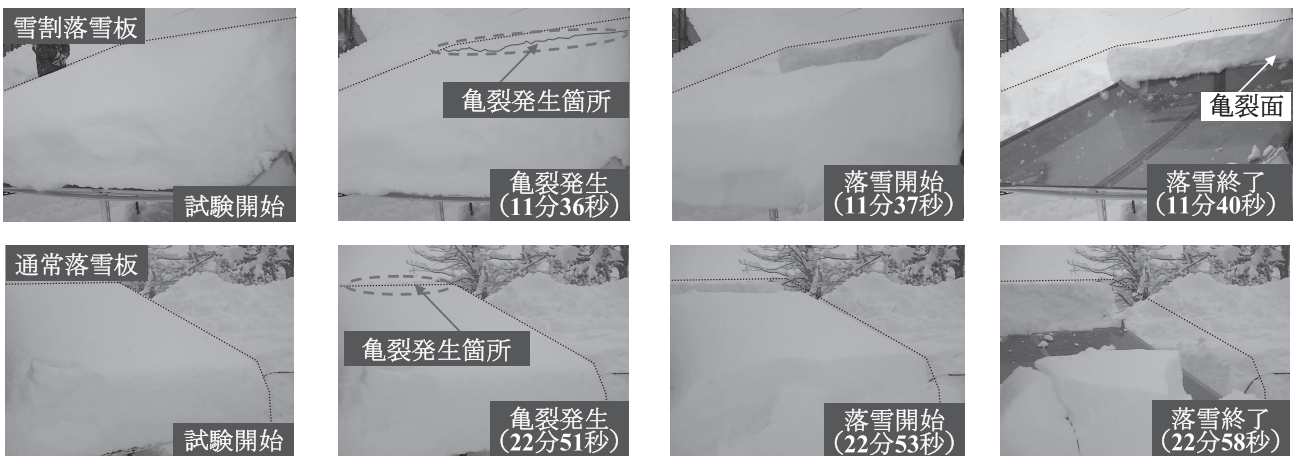 雪割落雪板
試験開始
亀裂発生箇所
亀裂発生
（11分36秒）
落雪開始
（11分37秒）
亀裂面
落雪終了
（11分40秒）
通常落雪板
試験開始
亀裂発生箇所
亀裂発生
（22分51秒）
落雪開始
（22分53秒）
落雪終了
（22分58秒）